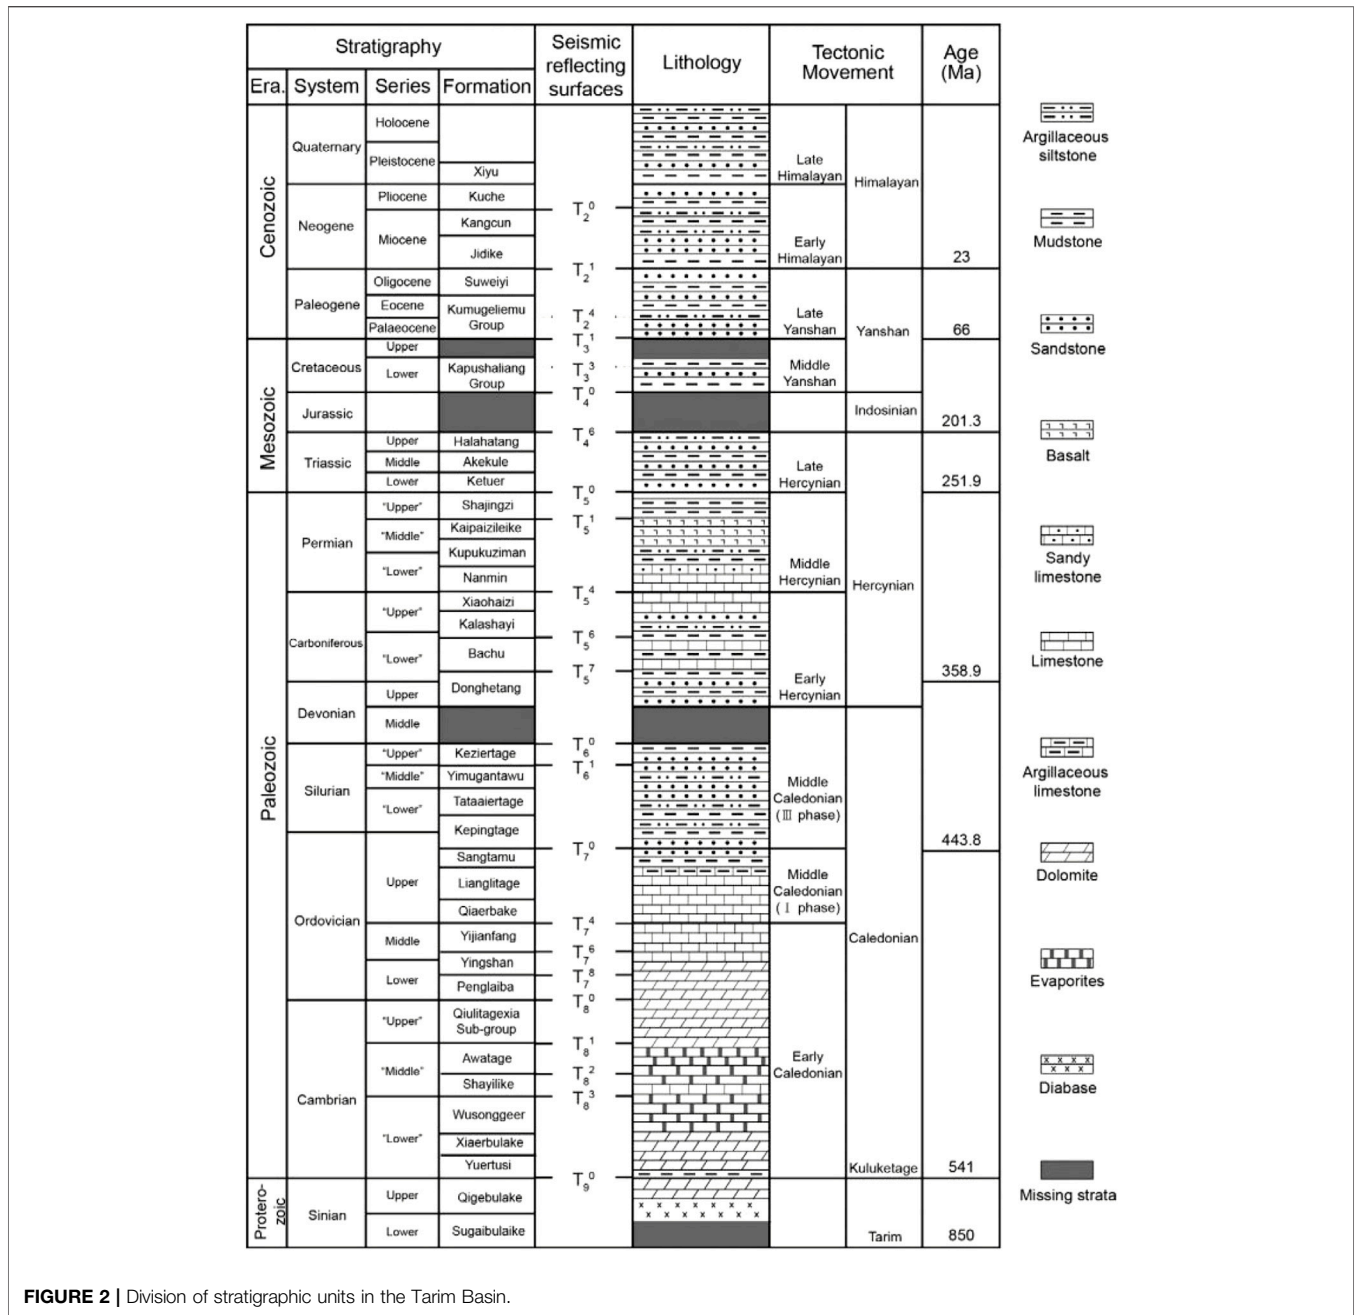 Stratigraphy
Seismic
reflecting
surfaces
Lithology
Tectonic
Movement
Age
(Ma)
Era.
System
Series
Formation
Cenozoic
Quaternary
Holocene
Pleistocene
Xiyu
Neogene
Pliocene
Kuche
Miocene
Kangcun
Jidike
Paleogene
Oligocene
Suweiyi
Eocene
Palaeocene
Kumugeliemu
Group
Mesozoic
Cretaceous
Upper
Lower
Kapushaliang
Group
Jurassic
Triassic
Upper
Halahatang
Middle
Akekule
Lower
Ketuer
Paleozoic
Permian
"Upper"
Shajingzi
"Middle"
Kaipaizileike
Kupukuziman
"Lower"
Nanmin
Carboniferous
"Upper"
Xiaohaizi
Kalashayi
"Lower"
Bachu
Donghetang
Devonian
Upper
Middle
Silurian
"Upper"
Keziertage
"Middle"
Yimugantawu
"Lower"
Tataaiertage
Kepingtage
Ordovician
Upper
Sangtamu
Lianglitage
Qiaerbake
Middle
Yijianfang
Yingshan
Lower
Penglaiba
Cambrian
"Upper"
Qiulitagexia
Sub-group
"Middle"
Awatage
Shayilike
"Lower"
Wusonggeer
Xiaerbulake
Yuertusi
Protero-
zoic
Sinian
Upper
Qigebulake
Lower
Sugaibulaike
T₂⁰
T₂¹
T₂⁴
T₃¹
T₃³
T₄⁰
T₄⁶
T₅⁰
T₅¹
T₅⁴
T₅⁶
T₅⁷
T₆⁰
T₆¹
T₇⁰
T₇⁴
T₇⁶
T₇⁸
T₈⁰
T₈¹
T₈²
T₈³
T₉⁰
Late
Himalayan
Early
Himalayan
Late
Yanshan
Middle
Yanshan
Late
Hercynian
Middle
Hercynian
Early
Hercynian
Middle
Caledonian
(Ⅲ phase)
Middle
Caledonian
(Ⅰ phase)
Early
Caledonian
Himalayan
Yanshan
Indosinian
Hercynian
Caledonian
Kuluketage
Tarim
23
66
201.3
251.9
358.9
443.8
541
850
Argillaceous
siltstone
Mudstone
Sandstone
Basalt
Sandy
limestone
Limestone
Argillaceous
limestone
Dolomite
Evaporites
Diabase
Missing strata
FIGURE 2 | Division of stratigraphic units in the Tarim Basin.